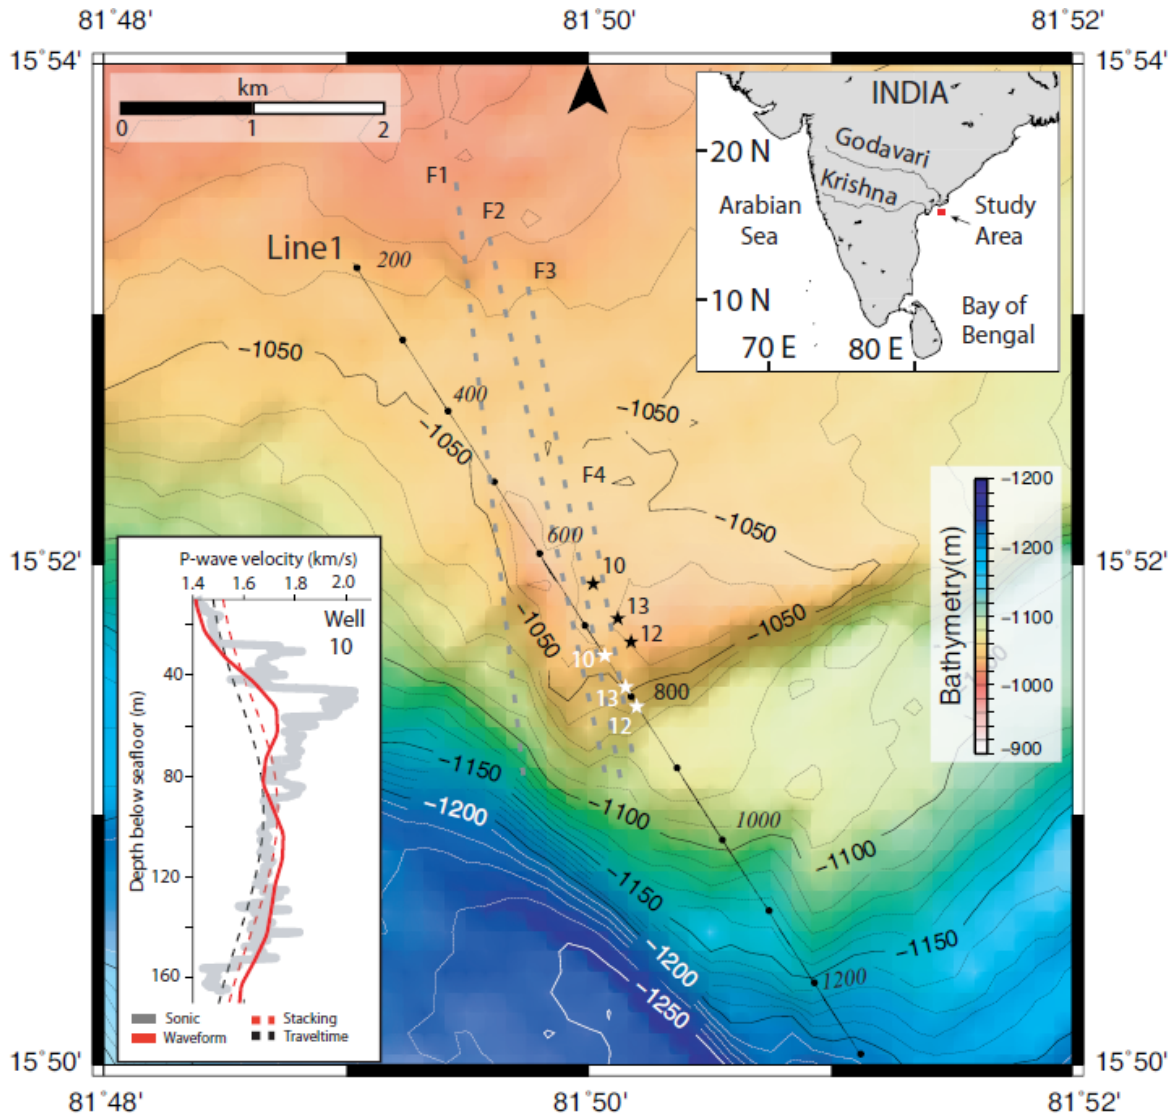 81˚48'
81˚50'
81˚52'
15˚54'
15˚54'
km
0
1
2
INDIA
20 N
Godavari
Krishna
Arabian
Sea
Study
Area
10 N
Bay of
Bengal
70 E
80 E
F1
F2
F3
Line1
200
−1050
400
−1050
−1050
F4
−1050
600
15˚52'
15˚52'
10
13
12
−1050
−1050
10
13
800
12
−1150
−1200
−1100
1000
−1100
−1150
−1150
−1200
1200
−1250
Bathymetry(m)
−1200
−1200
−1100
−1000
−900
P-wave velocity (km/s)
1.4
1.6
1.8
2.0
Well
10
Depth below seafloor (m)
40
80
120
160
Sonic
Stacking
Waveform
Traveltime
15˚50'
15˚50'
81˚48'
81˚50'
81˚52'